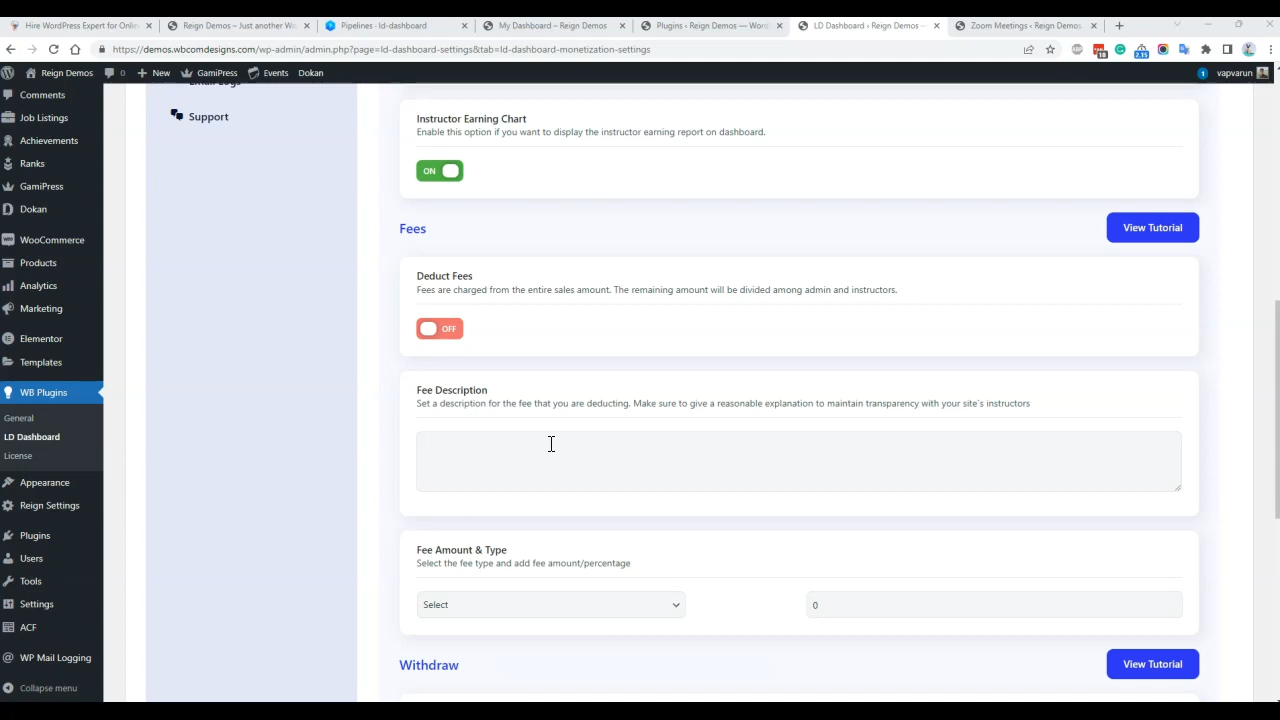 Hire WordPress Expert for Onlin
Reign Demos – Just another W
Pipelines - ld-dashboard
My Dashboard – Reign Demos
Plugins ‹ Reign Demos — Word
LD Dashboard › Reign Demos –
Zoom Meetings ‹ Reign Demos
https://demos.wbcomdesigns.com/wp-admin/admin.php?page=ld-dashboard-settings&tab=ld-dashboard-monetization-settings
18
2.15
Reign Demos
0
New
GamiPress
Events
Dokan
1
vapvarun
Comments
Job Listings
Achievements
Ranks
GamiPress
Dokan
WooCommerce
Products
Analytics
Marketing
Elementor
Templates
WB Plugins
General
LD Dashboard
License
Appearance
Reign Settings
Plugins
Users
Tools
Settings
ACF
WP Mail Logging
Collapse menu
Email Logs
Support
Instructor Earning Chart
Enable this option if you want to display the instructor earning report on dashboard.
ON
Fees
View Tutorial
Deduct Fees
Fees are charged from the entire sales amount. The remaining amount will be divided among admin and instructors.
OFF
Fee Description
Set a description for the fee that you are deducting. Make sure to give a reasonable explanation to maintain transparency with your site`s instructors
Fee Amount & Type
Select the fee type and add fee amount/percentage
Select
0
Withdraw
View Tutorial